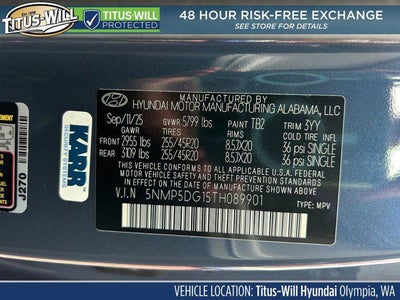 TITUS-WILL
TITUS-WILL
PROTECTED
48 HOUR RISK-FREE EXCHANGE
SEE STORE FOR DETAILS
MANUFACTURED BY
HYUNDAI MOTOR MANUFACTURING ALABAMA, LLC
Sep/11/25 GVWR 5799 lbs PAINT TB2 TRIM 3YY
GAWR TIRES RIMS COLD
FRONT 2955 lbs 255/45R20 8.5JX20 36 psi SINGLE
REAR 3109 lbs 255/45R20 8.5JX20 36 psi SINGLE
THIS VEHICLE CONFORMS TO ALL APPLICABLE U.S.A. FEDERAL
MOTOR VEHICLE SAFETY AND THEFT PREVENTION STANDARDS IN
EFFECT ON THE DATE OF MANUFACTURE SHOWN ABOVE.
V.I.N 5NMP5DG15TH089901 TYPE: MPV
KARR
SECURITY SYSTEMS
J270
VEHICLE LOCATION: Titus-Will Hyundai Olympia, WA